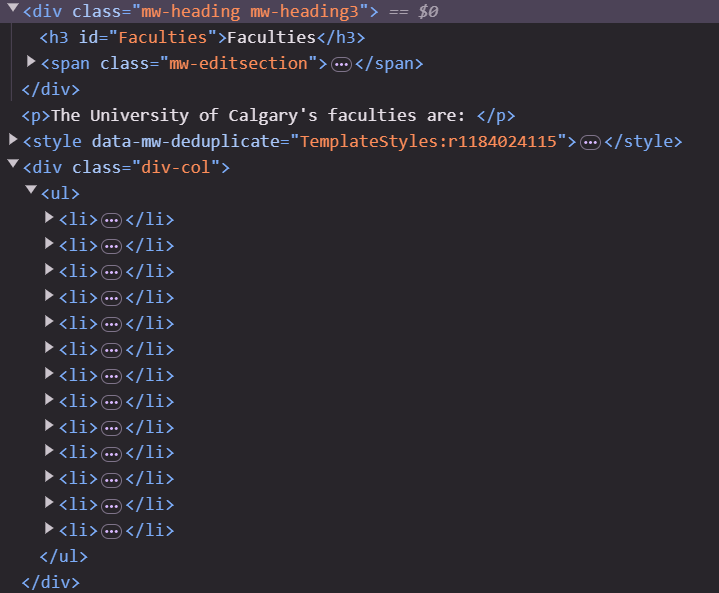 <div class="mw-heading mw-heading3"> == $0
<h3 id="Faculties">Faculties</h3>
<span class="mw-editsection">…</span>
</div>
<p>The University of Calgary's faculties are: </p>
<style data-mw-deduplicate="TemplateStyles:r1184024115">…</style>
<div class="div-col">
<ul>
<li>…</li>
<li>…</li>
<li>…</li>
<li>…</li>
<li>…</li>
<li>…</li>
<li>…</li>
<li>…</li>
<li>…</li>
<li>…</li>
<li>…</li>
<li>…</li>
<li>…</li>
</ul>
</div>